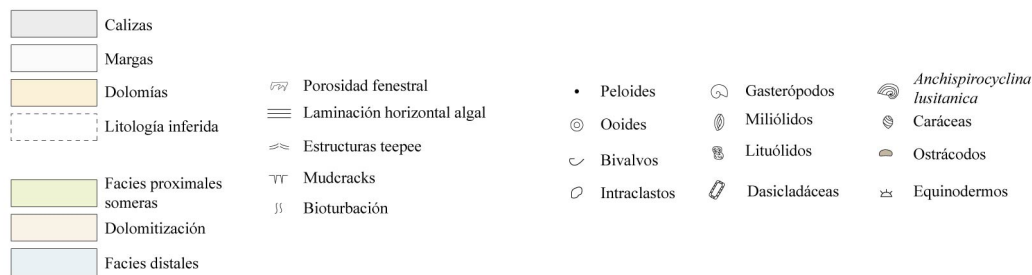 Calizas
Margas
Dolomías
Litología inferida
Facies proximales
someras
Dolomitización
Facies distales
Porosidad fenestral
Laminación horizontal algal
Estructuras teepee
Mudcracks
Bioturbación
Peloides
Ooides
Bivalvos
Intraclastos
Gasterópodos
Miliólidos
Lituólidos
Dasicladáceas
Anchispirocyclina
lusitanica
Caráceas
Ostrácodos
Equinodermos